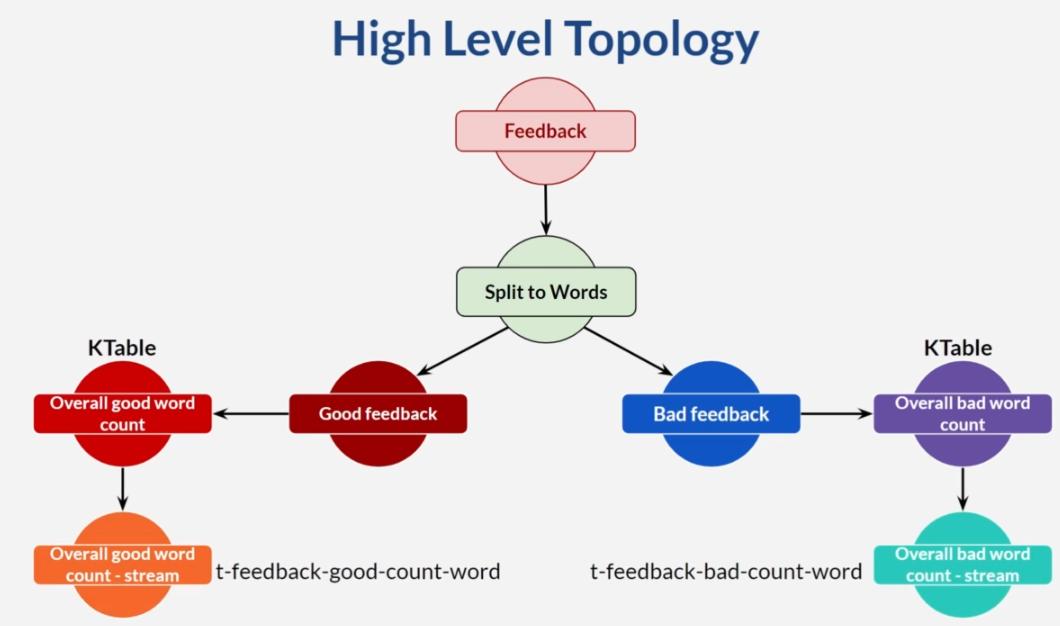 High Level Topology
Feedback
Split to Words
KTable
KTable
Overall good word
count
Good feedback
Bad feedback
Overall bad word
count
Overall good word
count - stream
t-feedback-good-count-word
t-feedback-bad-count-word
Overall bad word
count - stream